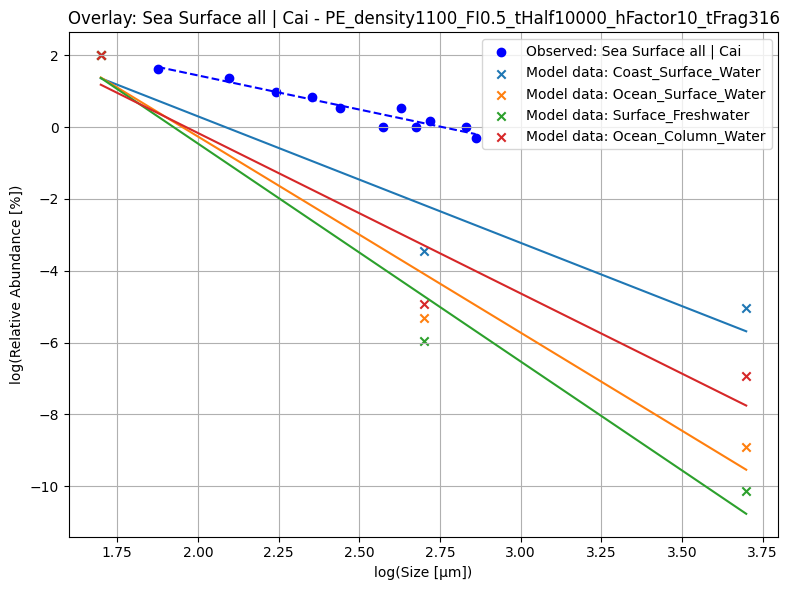 Overlay: Sea Surface all | Cai - PE_density1100_FI0.5_tHalf10000_hFactor10_tFrag316
Observed: Sea Surface all | Cai
Model data: Coast_Surface_Water
Model data: Ocean_Surface_Water
Model data: Surface_Freshwater
Model data: Ocean_Column_Water
log(Relative Abundance [%])
2
0
−2
−4
−6
−8
−10
1.75 2.00 2.25 2.50 2.75 3.00 3.25 3.50 3.75
log(Size [μm])